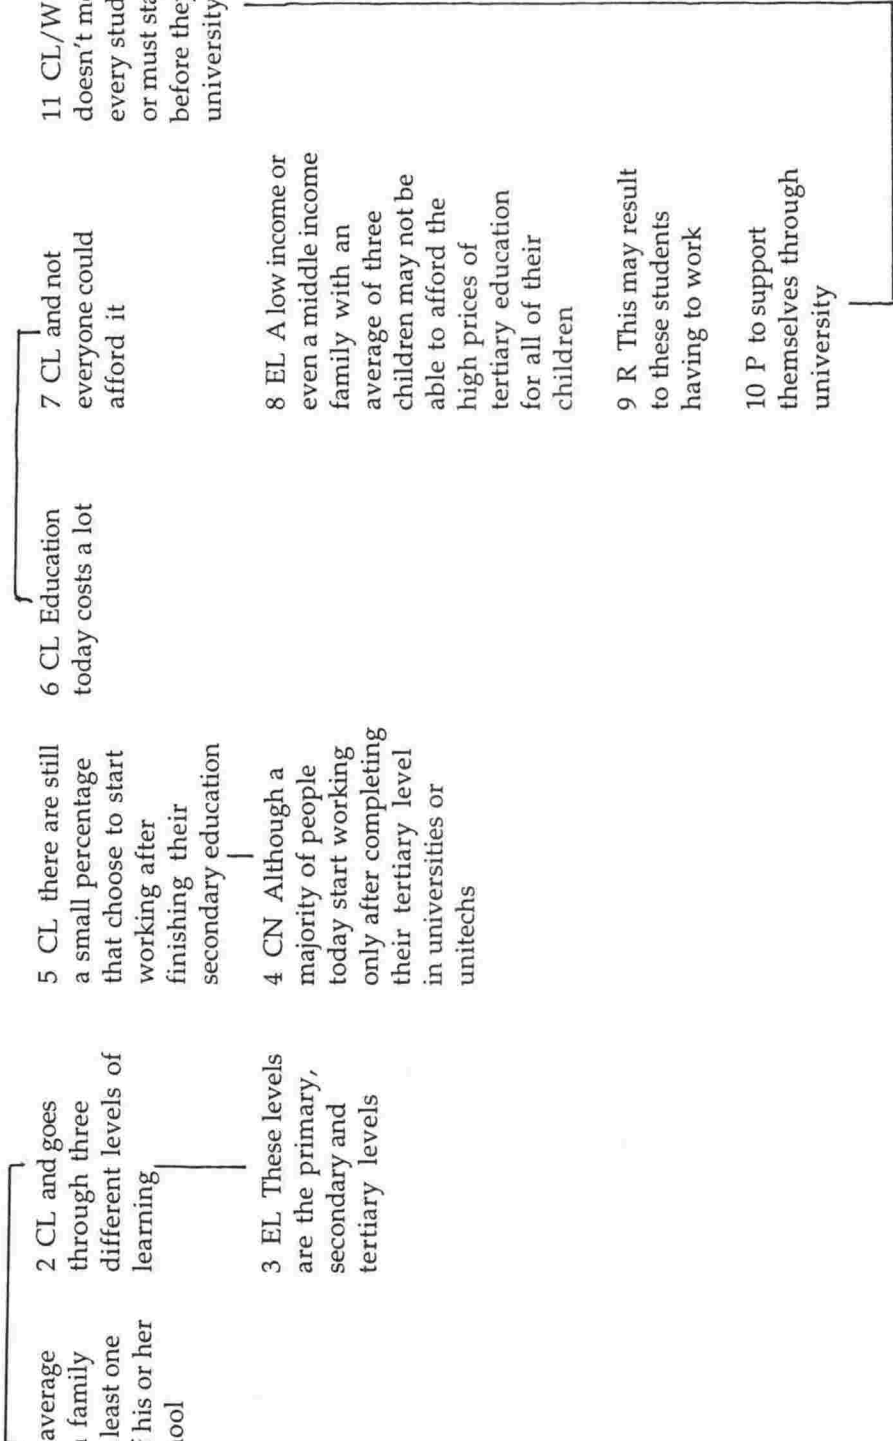 average
family
least one
his or her
2 CL and goes
through three
different levels of
learning
3 EL These levels
are the primary,
secondary and
tertiary levels
5 CL there are still
a small percentage
that choose to start
working after
finishing their
secondary education
4 CN Although a
majority of people
today start working
only after completing
their tertiary level
in universities or
unitechs
6 CL Education
today costs a lot
7 CL and not
everyone could
afford it
8 EL A low income or
even a middle income
family with an
average of three
children may not be
able to afford the
high prices of
tertiary education
for all of their
children
9 R This may result
to these students
having to work
10 P to support
themselves through
university
11 CL/W
doesn't
every
or must
before
university